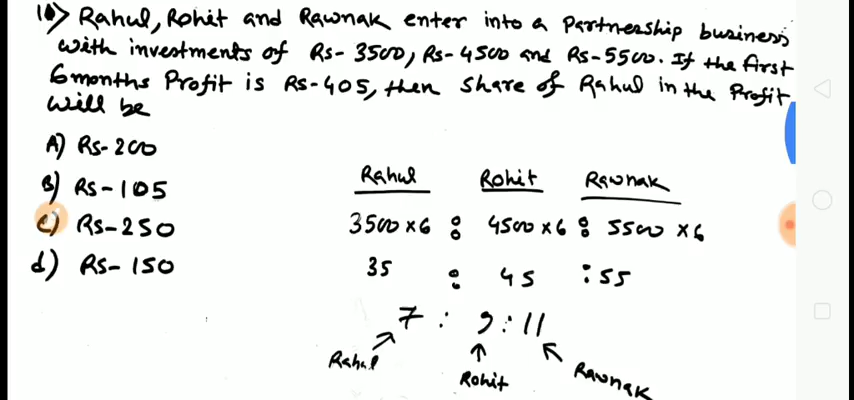 10> Rahul, Rohit and Rawnak enter into a Partnership business
with investments of Rs- 3500, Rs- 4500 and Rs- 5500. If the first
6 months Profit is Rs- 405, then share of Rahul in the Profit
will be
A) Rs- 200
B) Rs- 105
c) Rs- 250
d) Rs- 150
Rahul Rohit Rawnak
3500 × 6 : 4500 × 6 : 5500 × 6
35 : 45 : 55
7 : 9 : 11
Rahul Rohit Rawnak